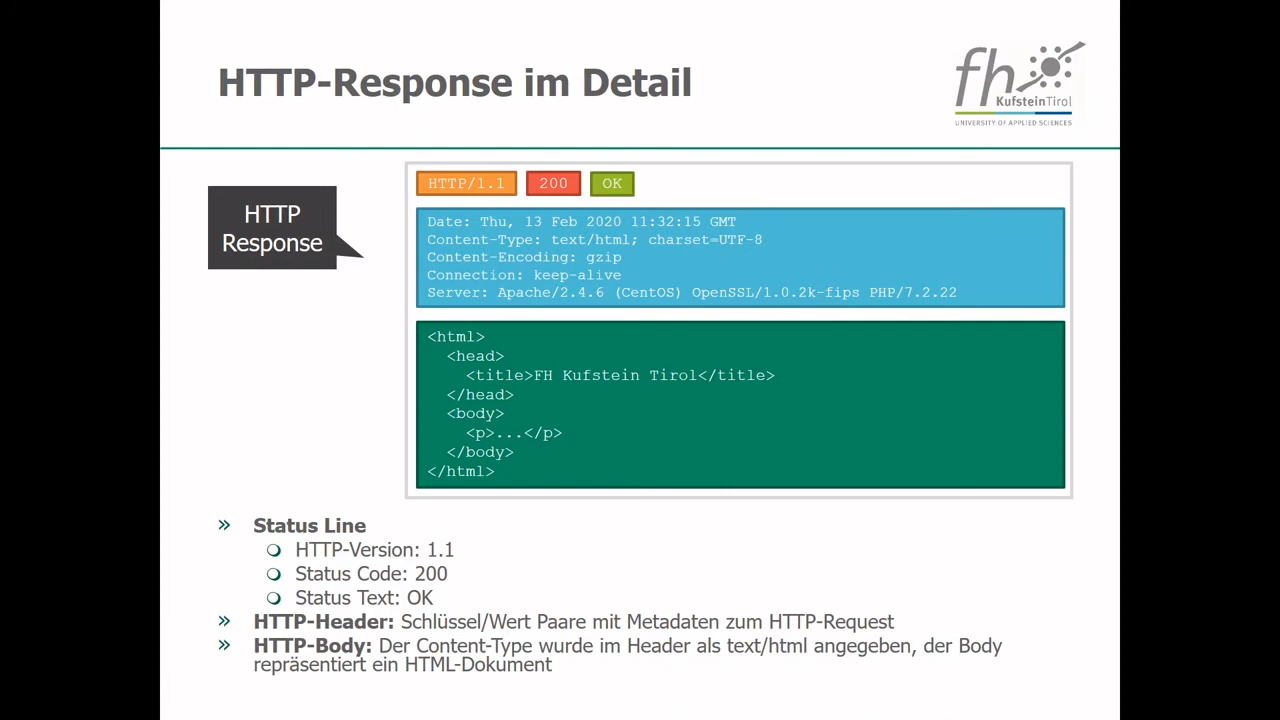 HTTP-Response im Detail
fh
KufsteinTirol
UNIVERSITY OF APPLIED SCIENCES
HTTP
Response
HTTP/1.1 200 OK
Date: Thu, 13 Feb 2020 11:32:15 GMT
Content-Type: text/html; charset=UTF-8
Content-Encoding: gzip
Connection: keep-alive
Server: Apache/2.4.6 (CentOS) OpenSSL/1.0.2k-fips PHP/7.2.22
<html>
  <head>
    <title>FH Kufstein Tirol</title>
  </head>
  <body>
    <p>...</p>
  </body>
</html>
» Status Line
HTTP-Version: 1.1
Status Code: 200
Status Text: OK
» HTTP-Header: Schlüssel/Wert Paare mit Metadaten zum HTTP-Request
» HTTP-Body: Der Content-Type wurde im Header als text/html angegeben, der Body
repräsentiert ein HTML-Dokument